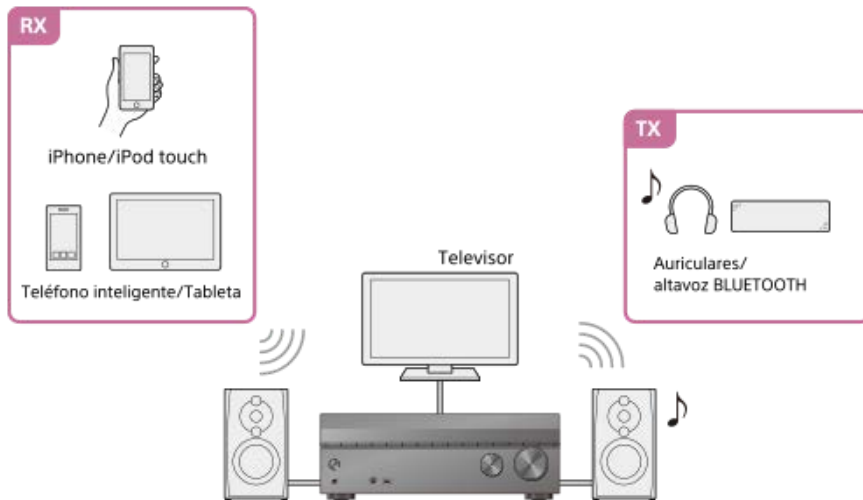 RX
iPhone/iPod touch
Teléfono inteligente/Tableta
Televisor
TX
Auriculares/
altavoz BLUETOOTH